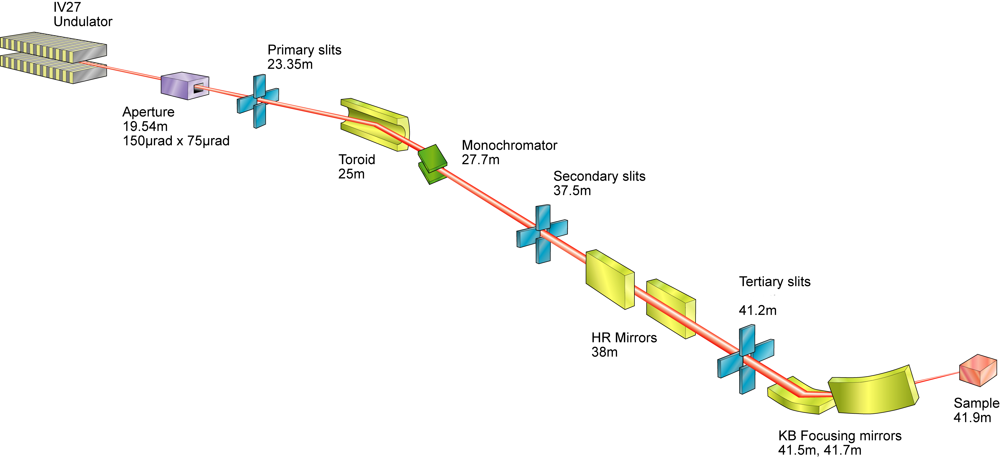 IV27
Undulator
Aperture
19.54m
150µrad x 75µrad
Primary slits
23.35m
Toroid
25m
Monochromator
27.7m
Secondary slits
37.5m
HR Mirrors
38m
Tertiary slits
41.2m
KB Focusing mirrors
41.5m, 41.7m
Sample
41.9m